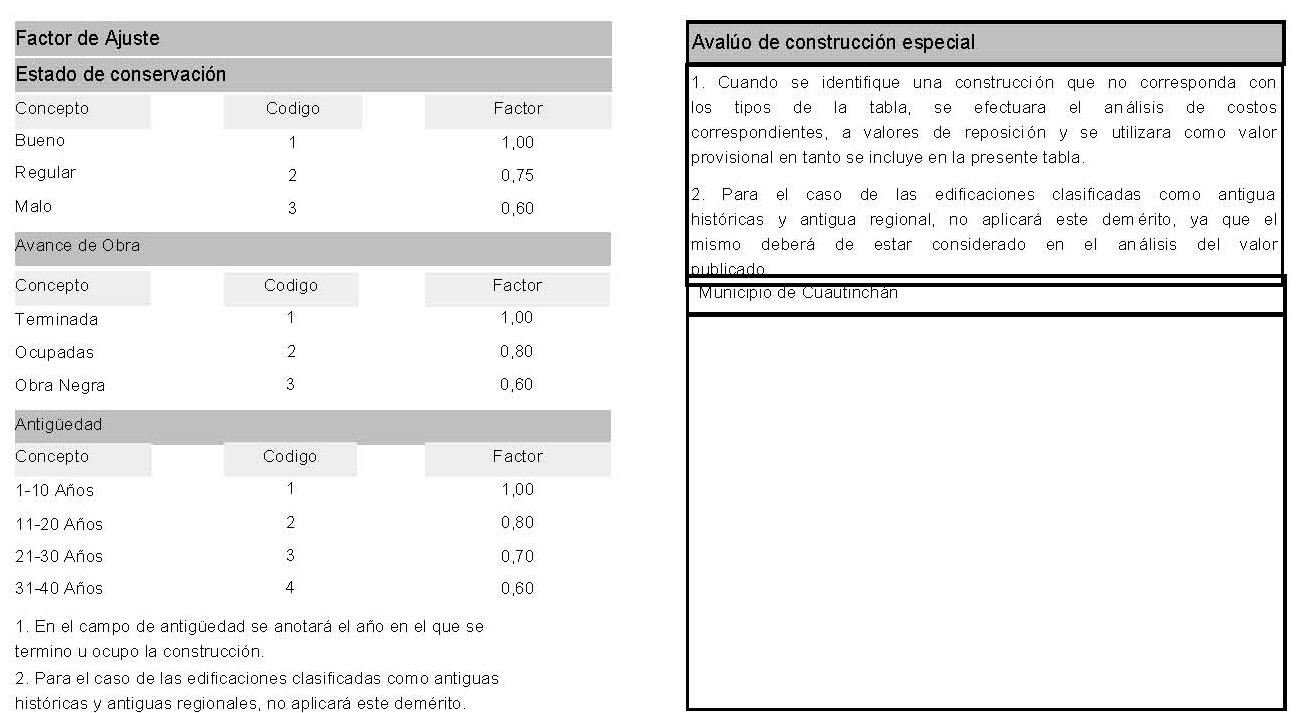 Factor de Ajuste
Estado de conservación
Concepto Codigo Factor
Bueno 1 1,00
Regular 2 0,75
Malo 3 0,60
Avance de Obra
Concepto Codigo Factor
Terminada 1 1,00
Ocupadas 2 0,80
Obra Negra 3 0,60
Antigüedad
Concepto Codigo Factor
1-10 Años 1 1,00
11-20 Años 2 0,80
21-30 Años 3 0,70
31-40 Años 4 0,60
1. En el campo de antigüedad se anotará el año en el que se
termino u ocupo la construcción.
2. Para el caso de las edificaciones clasificadas como antiguas
históricas y antiguas regionales, no aplicará este demérito.
Avalúo de construcción especial
1. Cuando se identifique una construcción que no corresponda con
los tipos de la tabla, se efectuara el análisis de costos
correspondientes, a valores de reposición y se utilizara como valor
provisional en tanto se incluye en la presente tabla.
2. Para el caso de las edificaciones clasificadas como antigua
históricas y antigua regional, no aplicará este demérito, ya que el
mismo deberá de estar considerado en el análisis del valor
publicado
Municipio de Cuautinchán